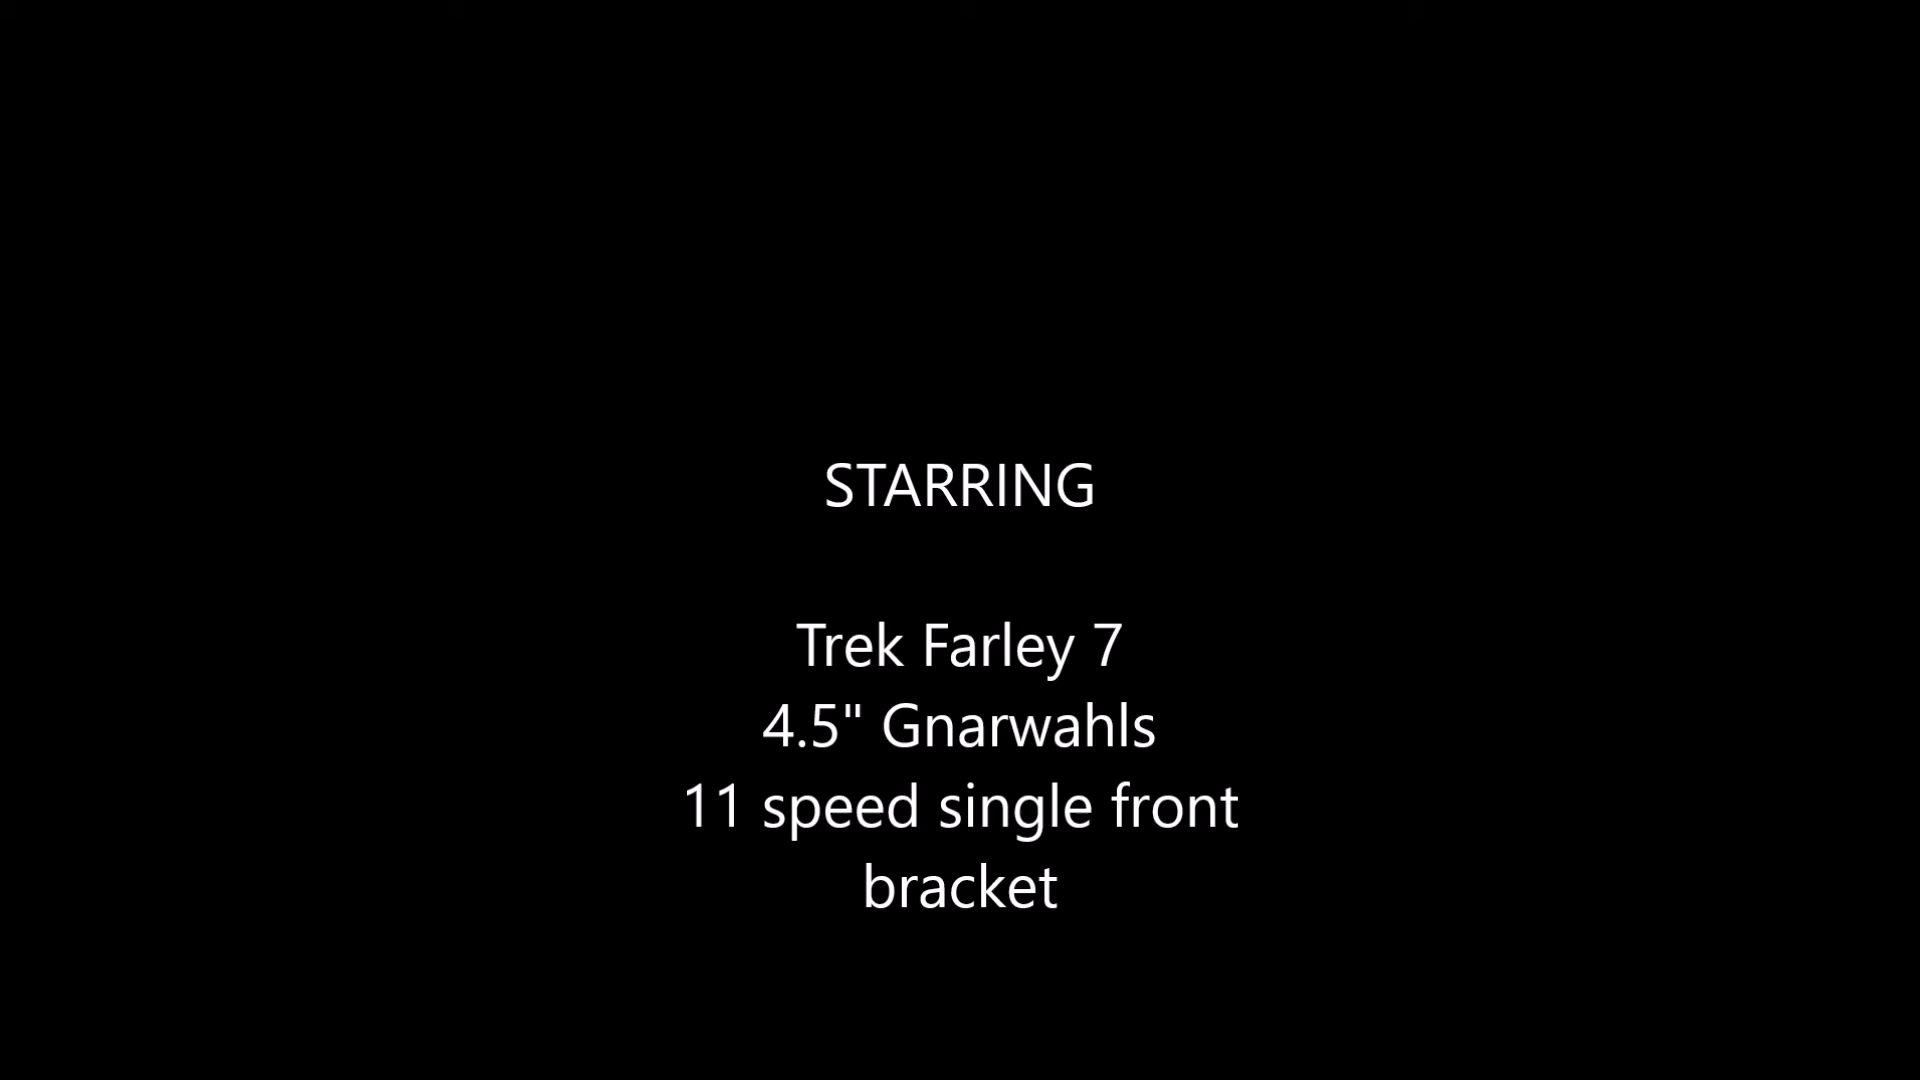 STARRING
Trek Farley 7
4.5" Gnarwahls
11 speed single front
bracket